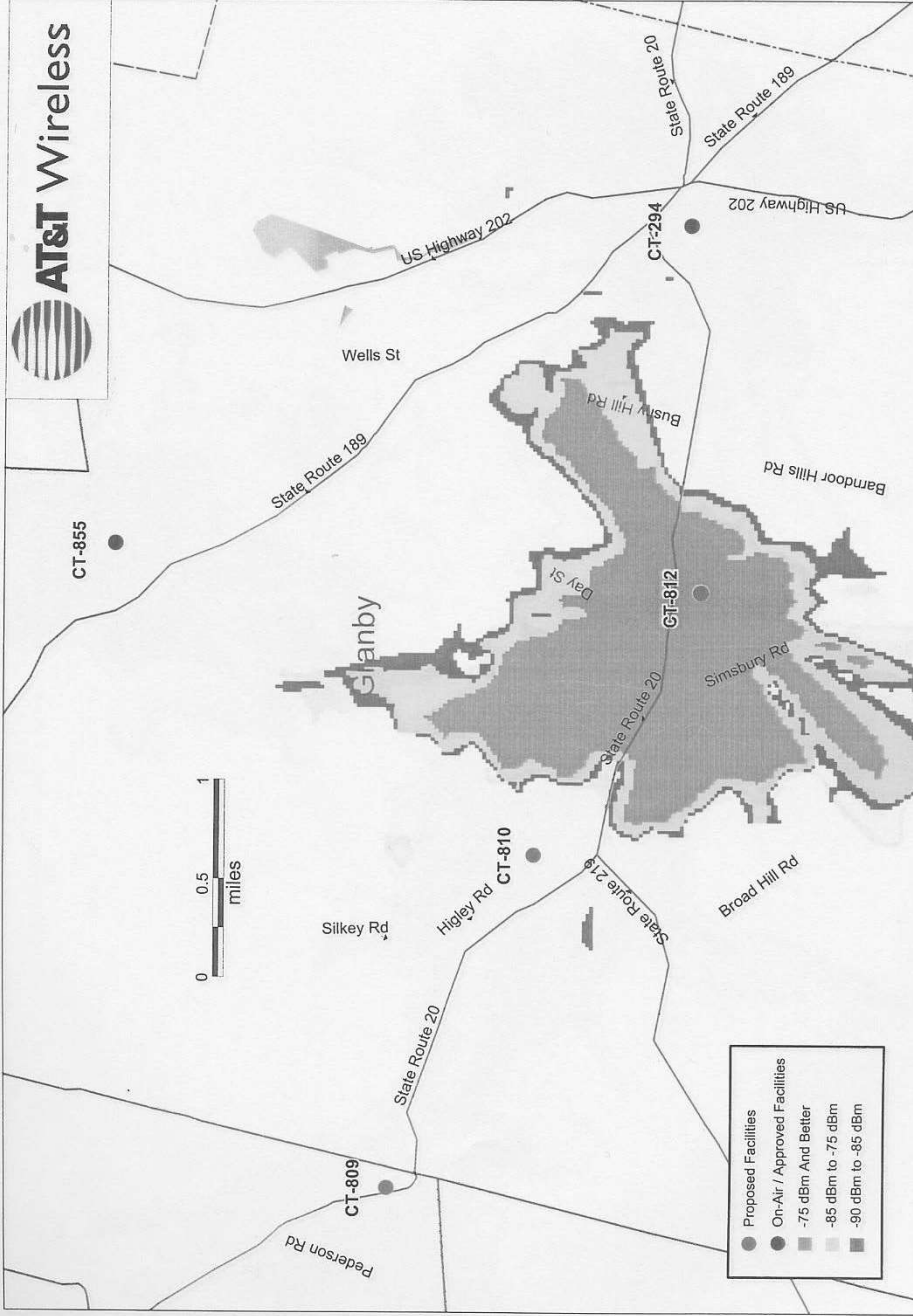 AT&T Wireless
State Route 20
State Route 189
US Highway 202
US Highway 202
CT-294
Wells St
State Route 189
CT-855
Bushy Hill Rd
Barndoor Hills Rd
Granby
Day St
CT-812
Simsbury Rd
State Route 20
0 0.5 1
miles
CT-810
Silkey Rd
Higley Rd
State Route 219
Broad Hill Rd
State Route 20
CT-809
Pederson Rd
Proposed Facilities
On-Air / Approved Facilities
-75 dBm And Better
-85 dBm to -75 dBm
-90 dBm to -85 dBm